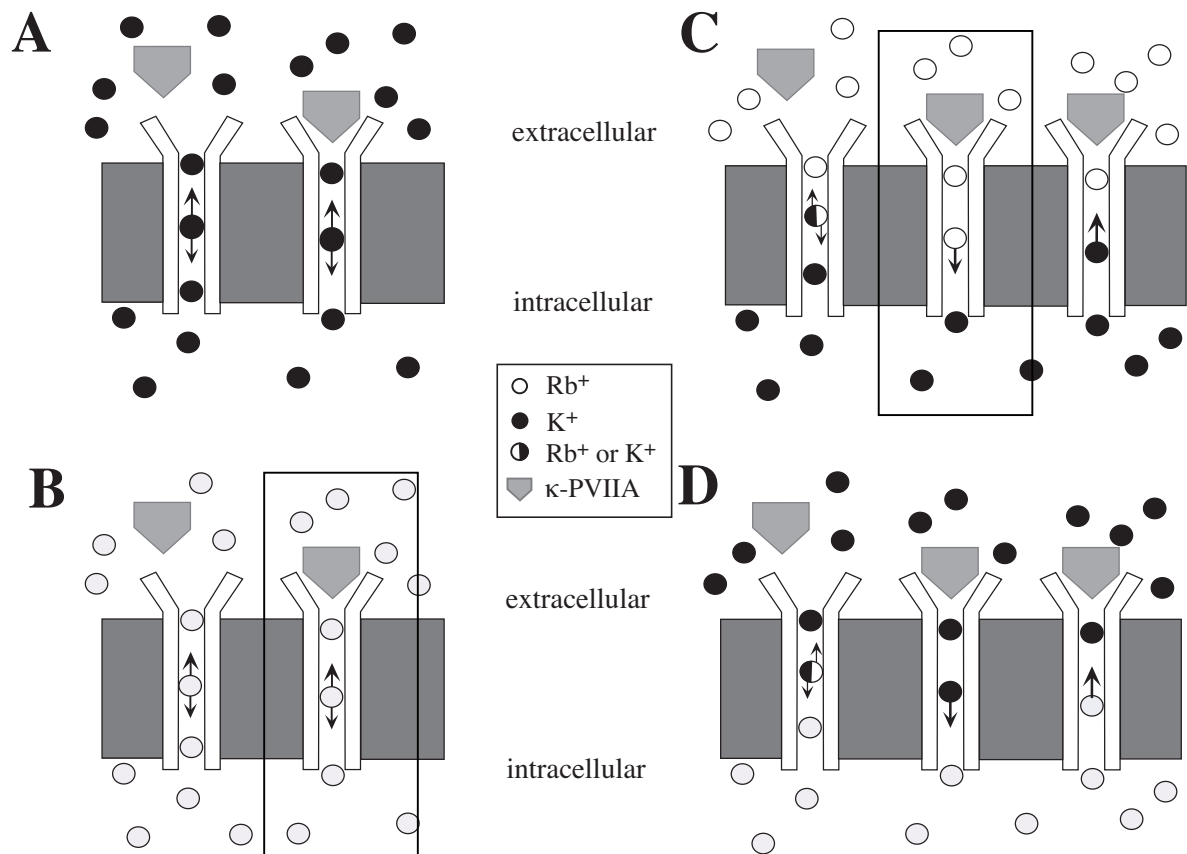 A
C
extracellular
intracellular
Rb⁺
K⁺
Rb⁺ or K⁺
κ-PVIIA
B
D
extracellular
intracellular